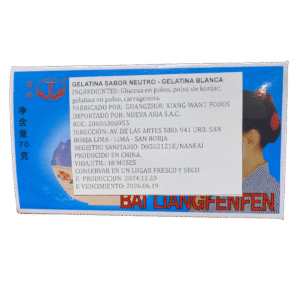 GELATINA SABOR NEUTRO - GELATINA BLANCA
INGREDIENTES: Glucosa en polvo, polvo de konjac,
gelatina en polvo, carragenina.
FABRICADO POR: GUANGZHOU XIANG WANT FOODS
IMPORTADO POR: NUEVA ASIA S.A.C.
RUC: 20606306955
DIRECCIÓN: AV. DE LAS ARTES NRO. 941 URB. SAN
BORJA LIMA - LIMA - SAN BORJA
REGISTRO SANITARIO: D0502121E/NANKAI
PRODUCIDO EN CHINA.
VIDA UTIL: 18 MESES
CONSERVAR EN UN LUGAR FRESCO Y SECO
F. PRODUCCION: 2024.12.20
F. VENCIMIENTO: 2026.06.19
净含量70克
BAI LIANGFENFEN